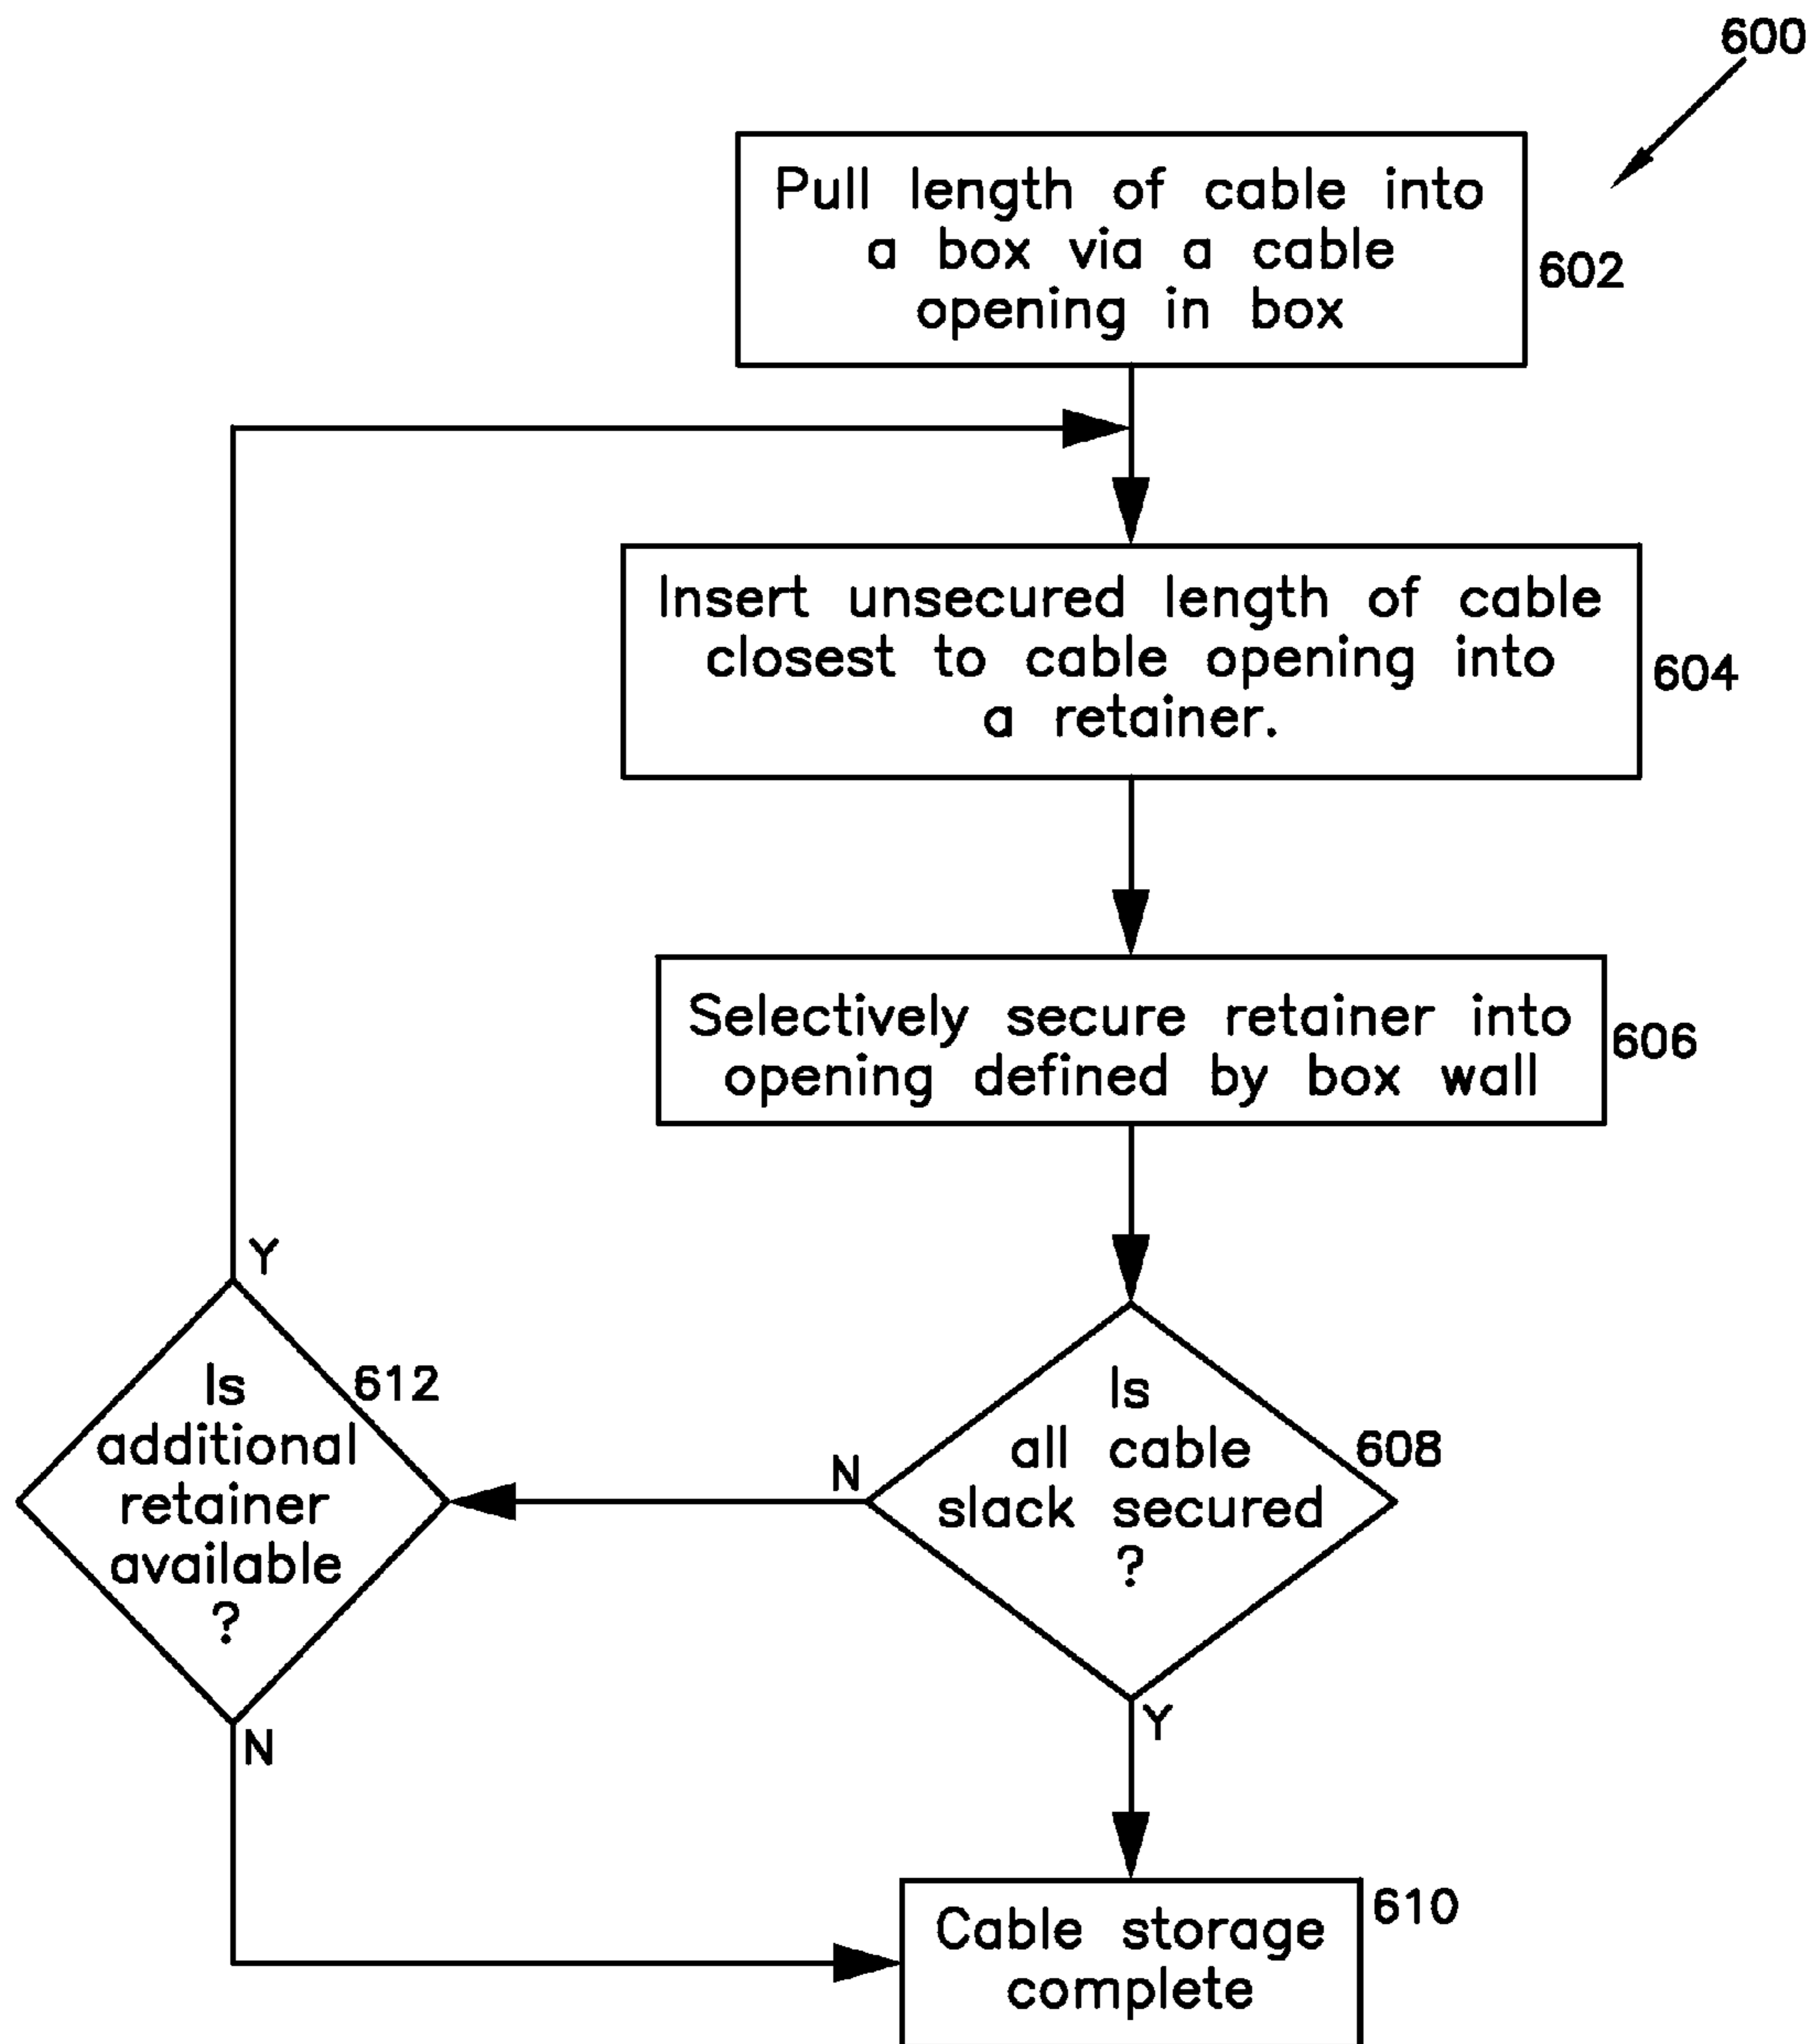 600
Pull length of cable into
a box via a cable
opening in box
602
Insert unsecured length of cable
closest to cable opening into
a retainer.
604
Selectively secure retainer into
opening defined by box wall
606
Y
Is
additional
retainer
available
?
612
N
Is
all cable
slack secured
?
608
N
Y
Cable storage
complete
610